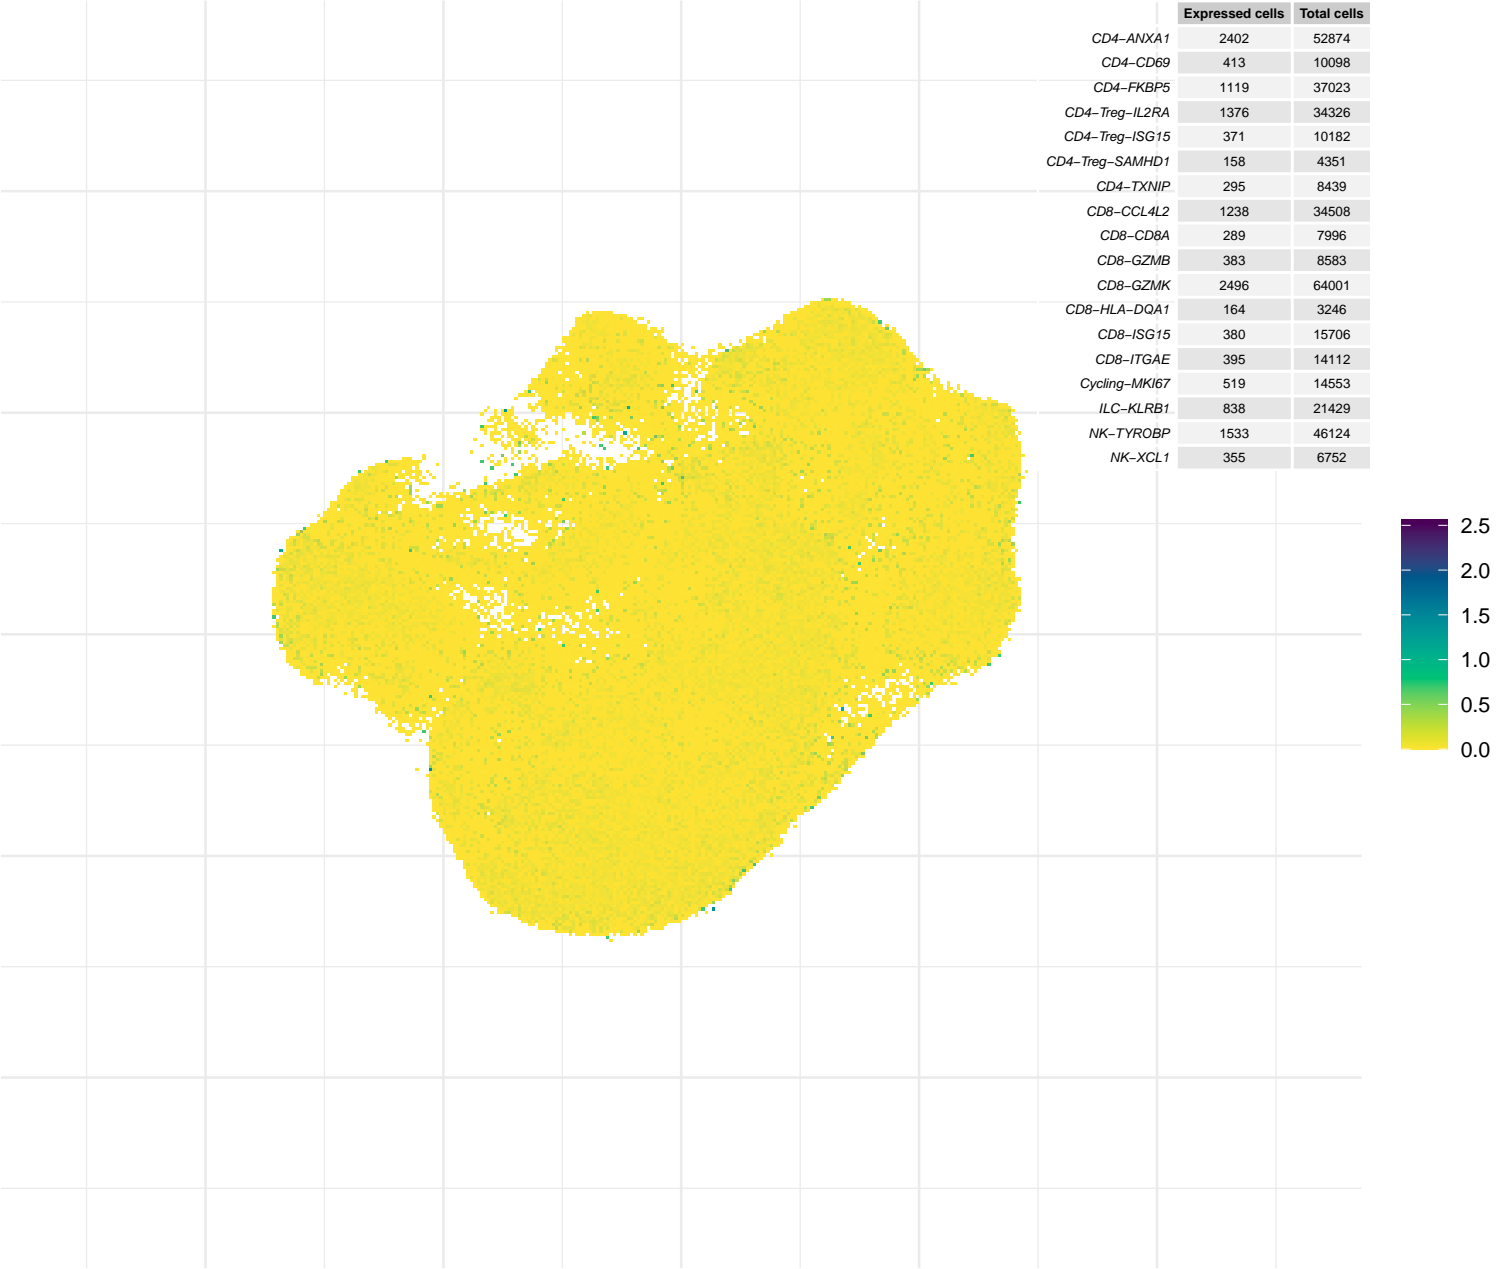 Expressed cells Total cells
CD4−ANXA1 2402 52874
CD4−CD69 413 10098
CD4−FKBP5 1119 37023
CD4−Treg−IL2RA 1376 34326
CD4−Treg−ISG15 371 10182
CD4−Treg−SAMHD1 158 4351
CD4−TXNIP 295 8439
CD8−CCL4L2 1238 34508
CD8−CD8A 289 7996
CD8−GZMB 383 8583
CD8−GZMK 2496 64001
CD8−HLA−DQA1 164 3246
CD8−ISG15 380 15706
CD8−ITGAE 395 14112
Cycling−MKI67 519 14553
ILC−KLRB1 838 21429
NK−TYROBP 1533 46124
NK−XCL1 355 6752
2.5
2.0
1.5
1.0
0.5
0.0